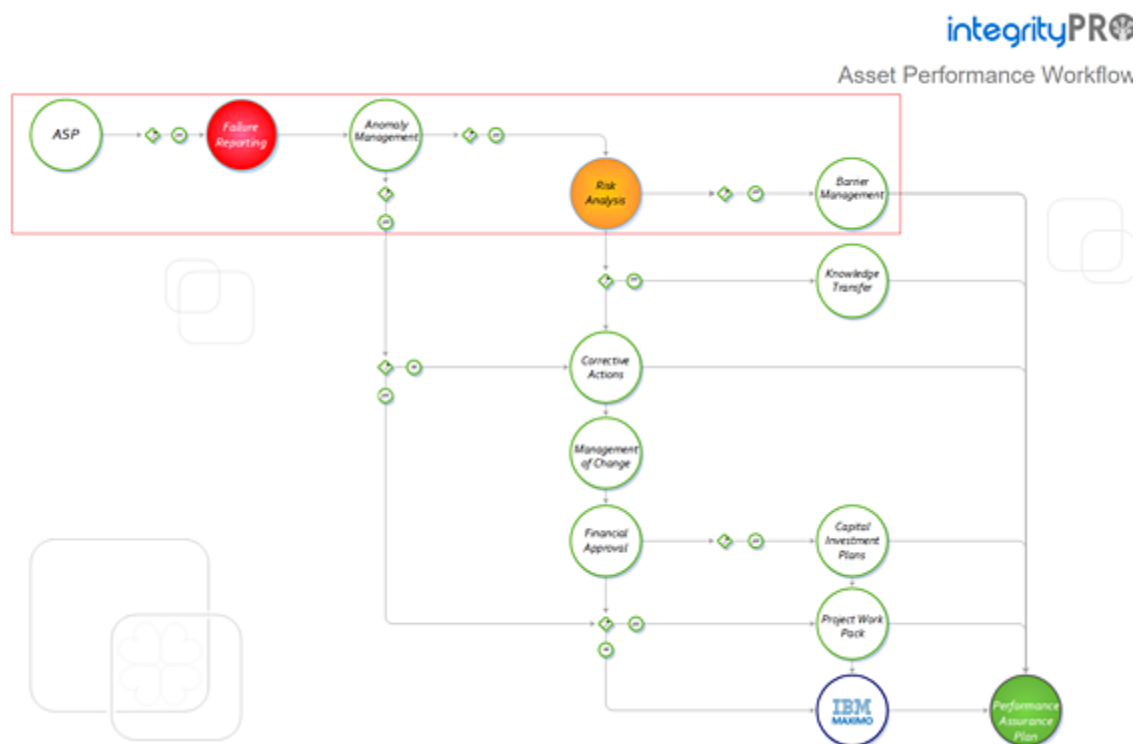 integrityPRO
Asset Performance Workflow
ASP
Failure
Reporting
Anomaly
Management
Risk
Analysis
Barrier
Management
Knowledge
Transfer
Corrective
Actions
Management
of Change
Financial
Approval
Capital
Investment
Plans
Project Work
Pack
IBM
MAXIMO
Performance
Assurance
Plan